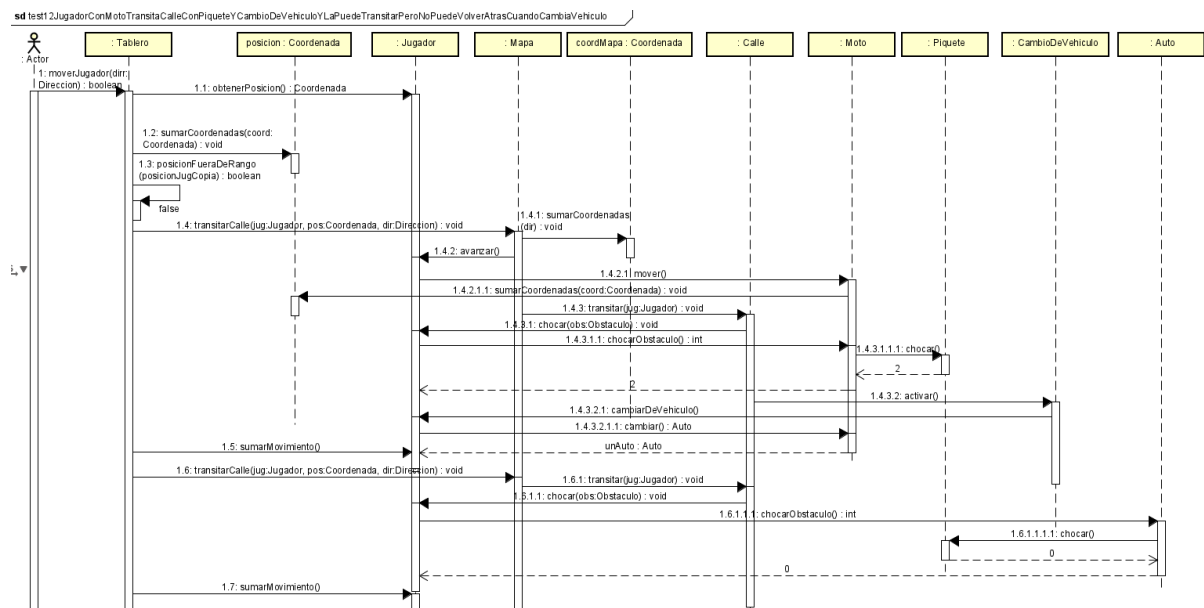 sd test12JugadorConMotoTransitaCalleConPiqueteYCambioDeVehiculoYLaPuedeTransitarPeroNoPuedeVolverAtrasCuandoCambiaVehiculo
: Actor
: Tablero
posicion : Coordenada
: Jugador
: Mapa
coordMapa : Coordenada
: Calle
: Moto
: Piquete
: CambioDeVehiculo
: Auto
1: moverJugador(dirr:
Direccion) : boolean
1.1: obtenerPosicion() : Coordenada
1.2: sumarCoordenadas(coord:
Coordenada) : void
1.3: posicionFueraDeRango
(posicionJugCopia) : boolean
false
1.4: transitarCalle(jug:Jugador, pos:Coordenada, dir:Direccion) : void
1.4.1: sumarCoordenadas
(dir) : void
1.4.2: avanzar()
1.4.2.1: mover()
1.4.2.1.1: sumarCoordenadas(coord:Coordenada) : void
1.4.3: transitar(jug:Jugador) : void
1.4.3.1: chocar(obs:Obstaculo) : void
1.4.3.1.1: chocarObstaculo() : int
1.4.3.1.1.1: chocar()
2
2
1.4.3.2: activar()
1.4.3.2.1: cambiarDeVehiculo()
1.4.3.2.1.1: cambiar() : Auto
unAuto : Auto
1.5: sumarMovimiento()
1.6: transitarCalle(jug:Jugador, pos:Coordenada, dir:Direccion) : void
1.6.1: transitar(jug:Jugador) : void
1.6.1.1: chocar(obs:Obstaculo) : void
1.6.1.1.1: chocarObstaculo() : int
1.6.1.1.1.1: chocar()
0
0
1.7: sumarMovimiento()